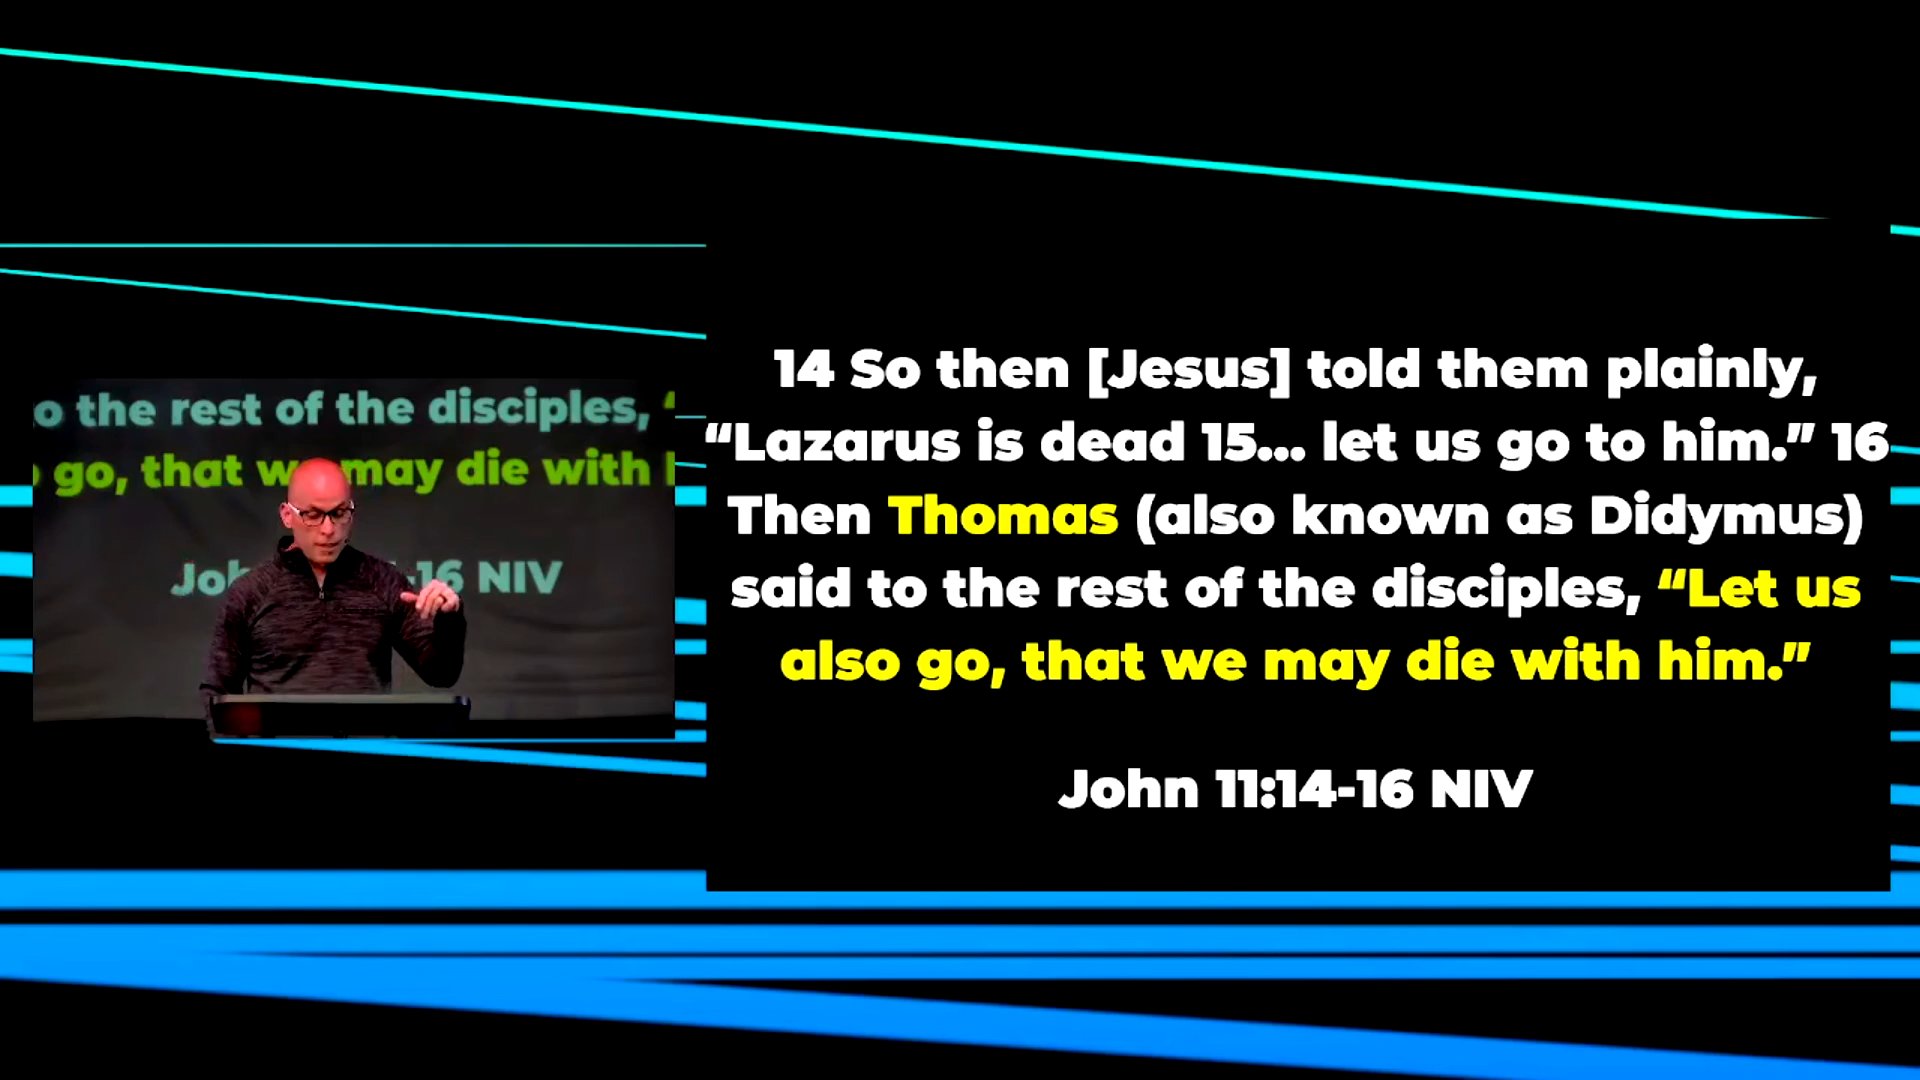 o the rest of the disciples, “
go, that we may die with
Joh -16 NIV
14 So then [Jesus] told them plainly,
“Lazarus is dead 15... let us go to him.” 16
Then Thomas (also known as Didymus)
said to the rest of the disciples, “Let us
also go, that we may die with him.”
John 11:14-16 NIV